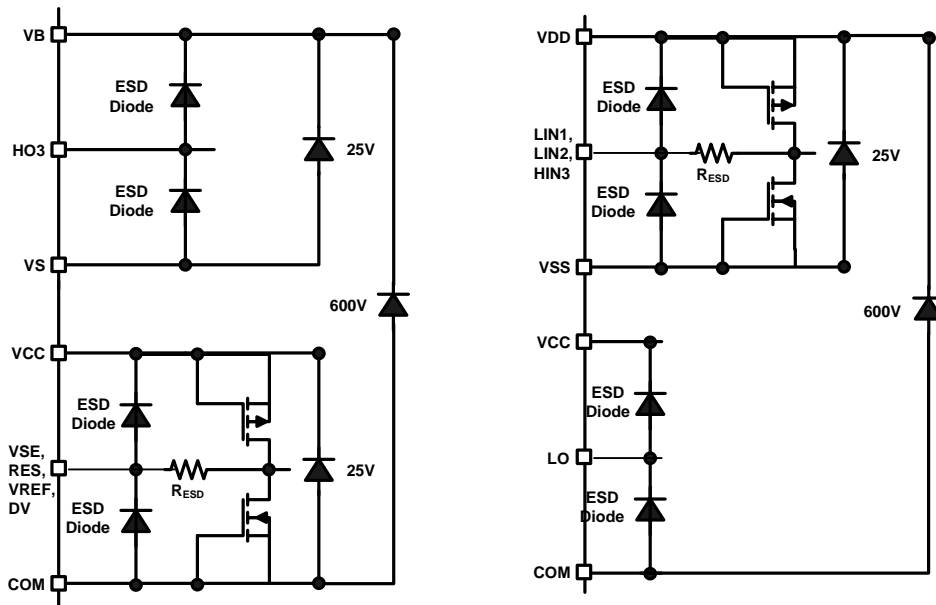 VB
ESD
Diode
HO3
25V
ESD
Diode
VS
600V
VCC
ESD
Diode
VSE,
RES,
VREF,
DV
RESD
25V
ESD
Diode
COM
VDD
ESD
Diode
LIN1,
LIN2,
HIN3
RESD
25V
ESD
Diode
VSS
600V
VCC
ESD
Diode
LO
ESD
Diode
COM